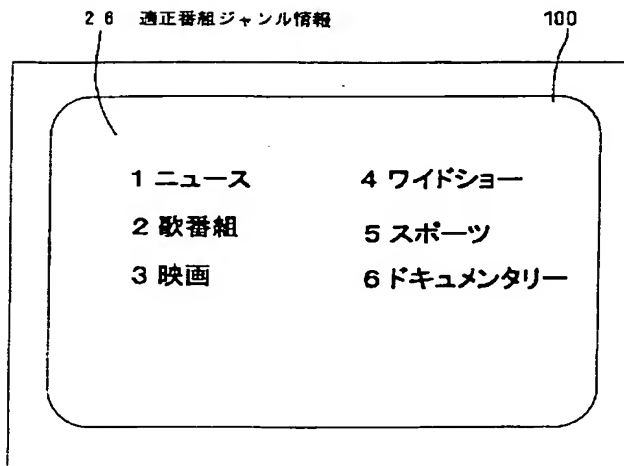 26 適正番組ジャンル情報 100
1 ニュース
2 歌番組
3 映画
4 ワイドショー
5 スポーツ
6 ドキュメンタリー